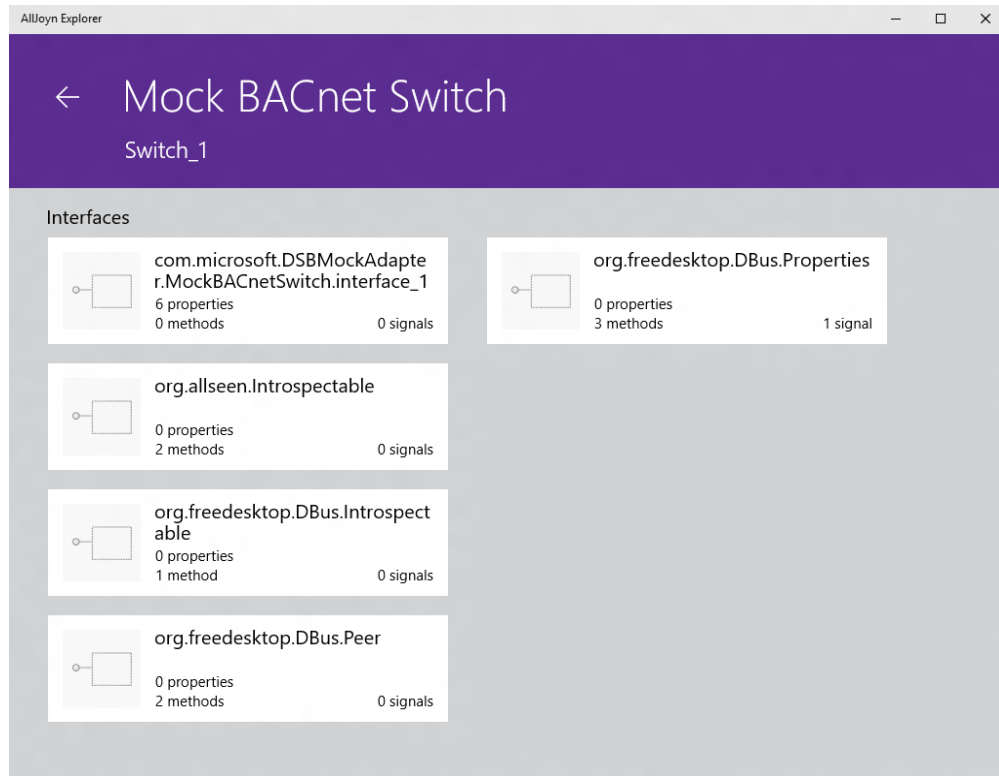 AllJoyn Explorer
Mock BACnet Switch
Switch_1
Interfaces
com.microsoft.DSBMockAdapte
r.MockBACnetSwitch.interface_1
6 properties
0 methods 0 signals
org.allseen.Introspectable
0 properties
2 methods 0 signals
org.freedesktop.DBus.Introspect
able
0 properties
1 method 0 signals
org.freedesktop.DBus.Peer
0 properties
2 methods 0 signals
org.freedesktop.DBus.Properties
0 properties
3 methods 1 signal